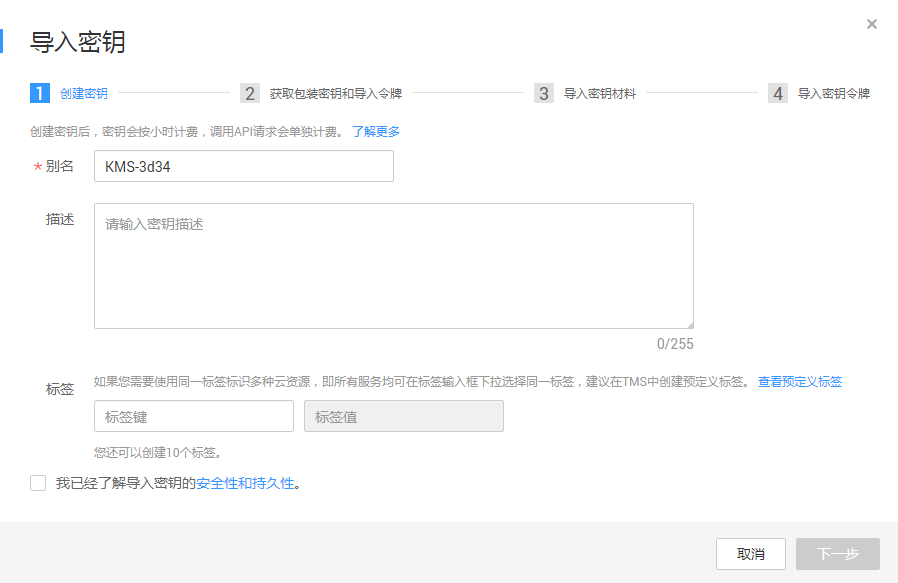 导入密钥
1 创建密钥 2 获取包装密钥和导入令牌 3 导入密钥材料 4 导入密钥令牌
创建密钥后，密钥会按小时计费，调用API请求会单独计费。 了解更多
* 别名 KMS-3d34
描述 请输入密钥描述
0/255
标签 如果您需要使用同一标签标识多种云资源，即所有服务均可在标签输入框下拉选择同一标签，建议在TMS中创建预定义标签。 查看预定义标签
标签键 标签值
您还可以创建10个标签。
我已经了解导入密钥的安全性和持久性。
取消 下一步